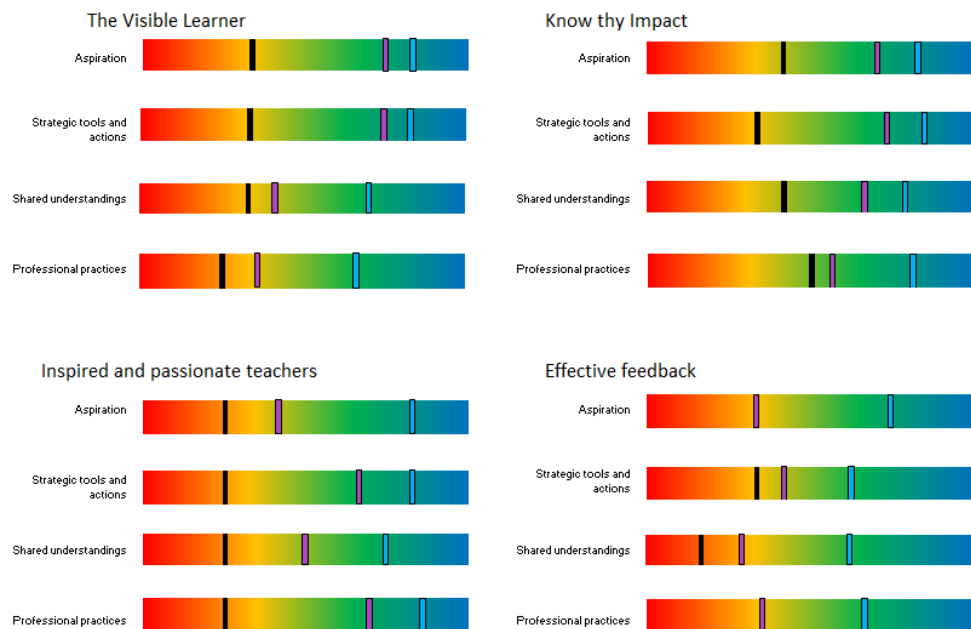 The Visible Learner
Aspiration
Strategic tools and
actions
Shared understandings
Professional practices
Know thy Impact
Aspiration
Strategic tools and
actions
Shared understandings
Professional practices
Inspired and passionate teachers
Aspiration
Strategic tools and
actions
Shared understandings
Professional practices
Effective feedback
Aspiration
Strategic tools and
actions
Shared understandings
Professional practices